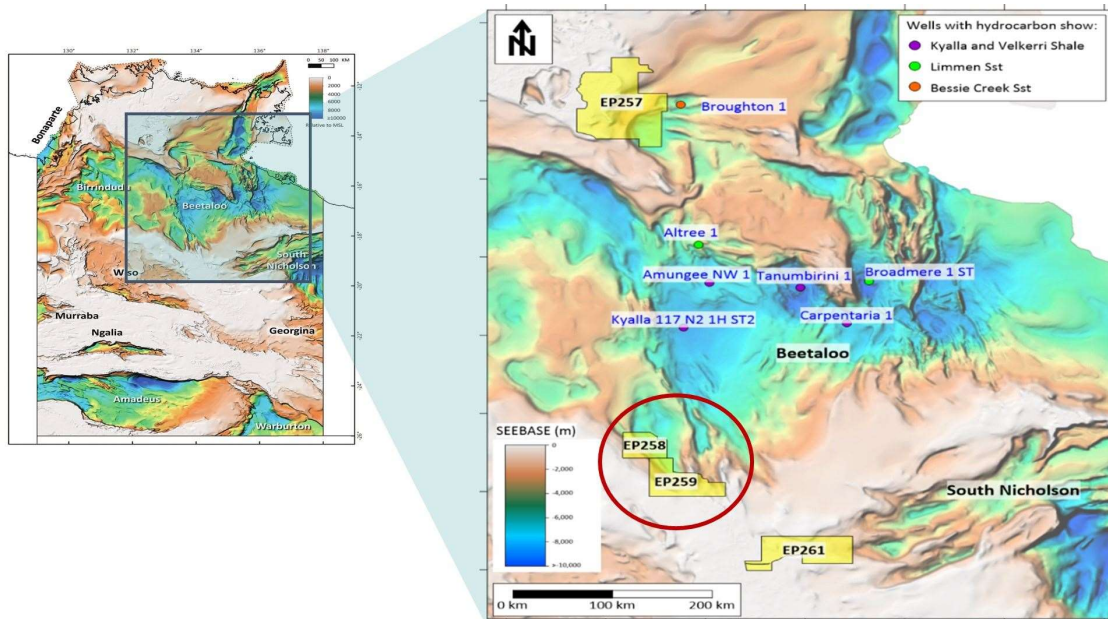 130°
132°
134°
136°
138°
0 50 100 KM
0
2000
4000
6000
8000
≥10000
Relative to MSL
Bonaparte
Birrindudu
Beetaloo
South
Nicholson
Wiso
Murraba
Ngalia
Georgina
Amadeus
Warburton
N
Wells with hydrocarbon show:
Kyalla and Velkerri Shale
Limmen Sst
Bessie Creek Sst
EP257
Broughton 1
Altree 1
Amungee NW 1
Tanumbirini 1
Broadmere 1 ST
Kyalla 117 N2 1H ST2
Carpentaria 1
Beetaloo
SEEBASE (m)
0
-2,000
-4,000
-6,000
-8,000
>-10,000
EP258
EP259
South Nicholson
EP261
0 km
100 km
200 km